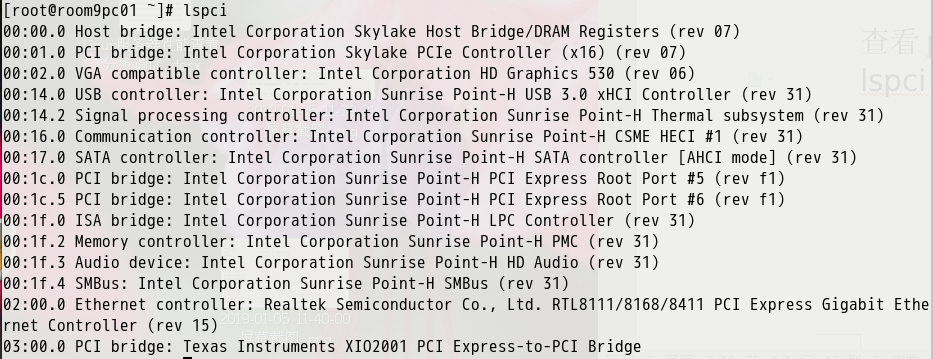 [root@room9pc01 ~]# lspci
00:00.0 Host bridge: Intel Corporation Skylake Host Bridge/DRAM Registers (rev 07)
00:01.0 PCI bridge: Intel Corporation Skylake PCIe Controller (x16) (rev 07)
00:02.0 VGA compatible controller: Intel Corporation HD Graphics 530 (rev 06)
00:14.0 USB controller: Intel Corporation Sunrise Point-H USB 3.0 xHCI Controller (rev 31)
00:14.2 Signal processing controller: Intel Corporation Sunrise Point-H Thermal subsystem (rev 31)
00:16.0 Communication controller: Intel Corporation Sunrise Point-H CSME HECI #1 (rev 31)
00:17.0 SATA controller: Intel Corporation Sunrise Point-H SATA controller [AHCI mode] (rev 31)
00:1c.0 PCI bridge: Intel Corporation Sunrise Point-H PCI Express Root Port #5 (rev f1)
00:1c.5 PCI bridge: Intel Corporation Sunrise Point-H PCI Express Root Port #6 (rev f1)
00:1f.0 ISA bridge: Intel Corporation Sunrise Point-H LPC Controller (rev 31)
00:1f.2 Memory controller: Intel Corporation Sunrise Point-H PMC (rev 31)
00:1f.3 Audio device: Intel Corporation Sunrise Point-H HD Audio (rev 31)
00:1f.4 SMBus: Intel Corporation Sunrise Point-H SMBus (rev 31)
02:00.0 Ethernet controller: Realtek Semiconductor Co., Ltd. RTL8111/8168/8411 PCI Express Gigabit Ethe
rnet Controller (rev 15)
03:00.0 PCI bridge: Texas Instruments XIO2001 PCI Express-to-PCI Bridge
查看
lspci